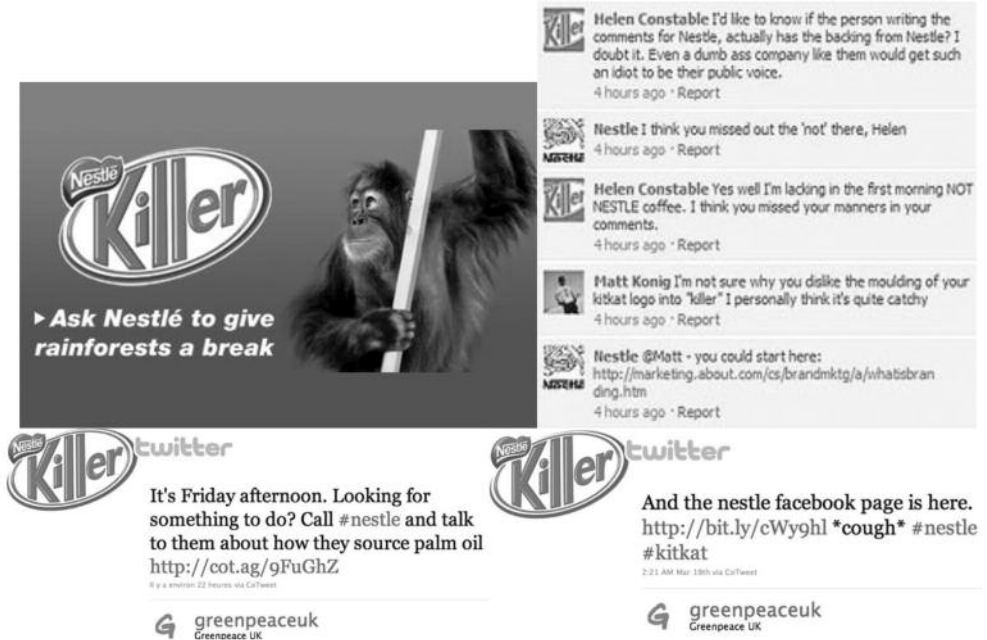 Nestlé
Killer
▸ Ask Nestlé to give
rainforests a break
Killer
Helen Constable I'd like to know if the person writing the
comments for Nestle, actually has the backing from Nestle? I
doubt it. Even a dumb ass company like them would get such
an idiot to be their public voice.
4 hours ago · Report
Nestle I think you missed out the 'not' there, Helen
4 hours ago · Report
Killer
Helen Constable Yes well I'm lacking in the first morning NOT
NESTLE coffee. I think you missed your manners in your
comments.
4 hours ago · Report
Matt Konig I'm not sure why you dislike the moulding of your
kitkat logo into "killer" I personally think it's quite catchy
4 hours ago · Report
Nestle @Matt - you could start here:
http://marketing.about.com/cs/brandmktg/a/whatisbran
ding.htm
4 hours ago · Report
Nestlé
Killer
twitter
It's Friday afternoon. Looking for
something to do? Call #nestle and talk
to them about how they source palm oil
http://cot.ag/9FuGhZ
Il y a environ 22 heures via CoTweet
greenpeaceuk
Greenpeace UK
Nestlé
Killer
twitter
And the nestle facebook page is here.
http://bit.ly/cWy9hl *cough* #nestle
#kitkat
2:21 AM Mar 19th via CoTweet
greenpeaceuk
Greenpeace UK